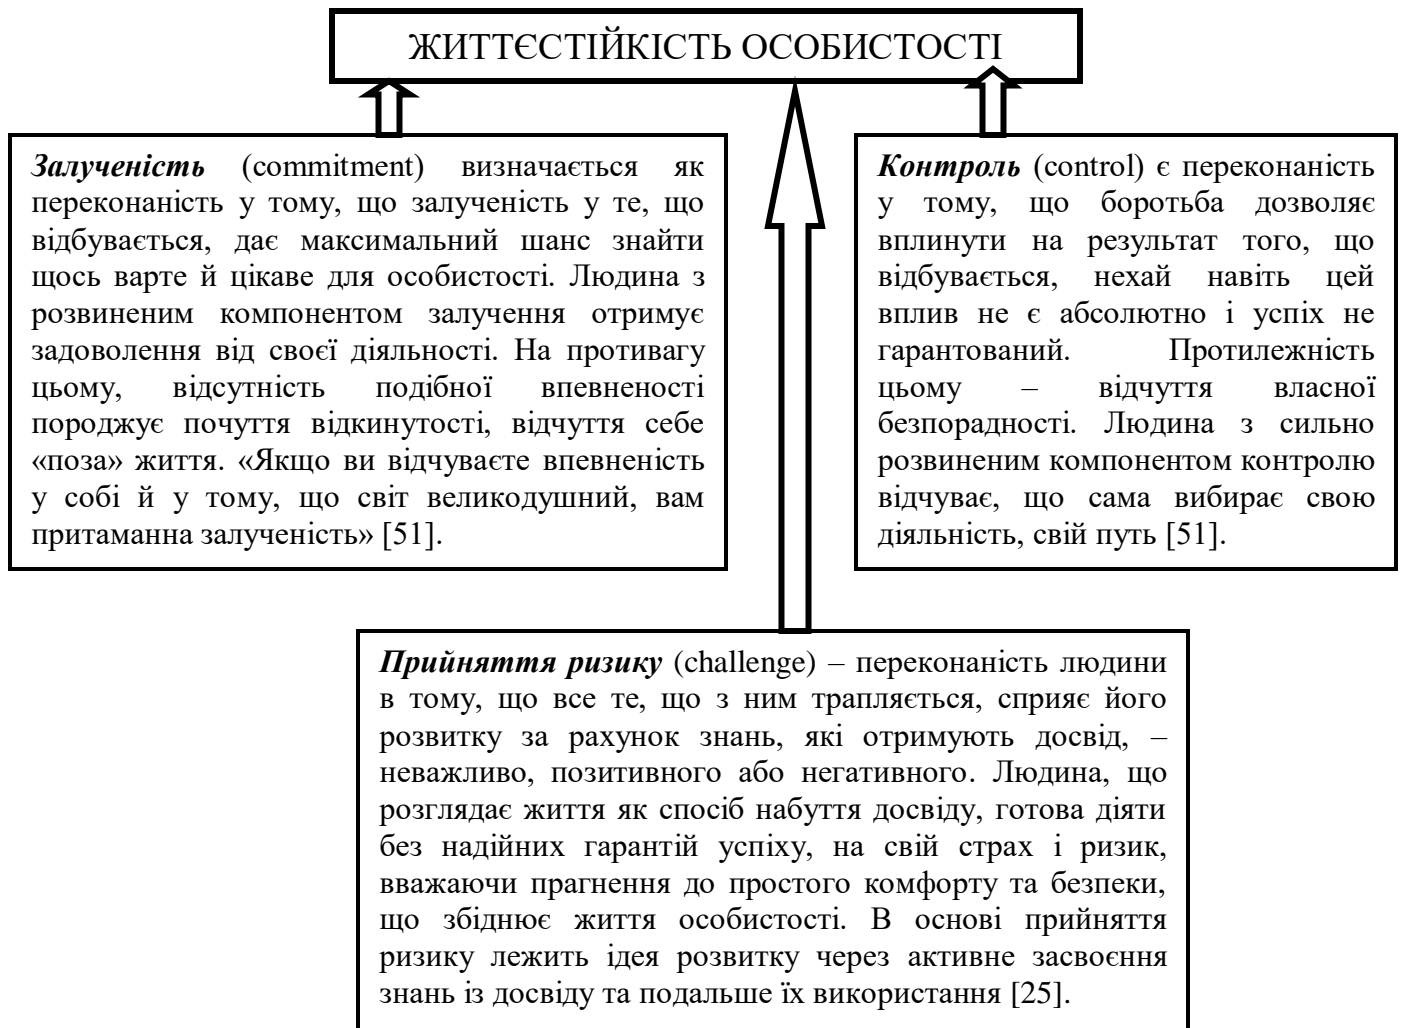 ЖИТТЄСТІЙКІСТЬ ОСОБИСТОСТІ
Залученість (commitment) визначається як
переконаність у тому, що залученість у те, що
відбувається, дає максимальний шанс знайти
щось варте й цікаве для особистості. Людина з
розвиненим компонентом залучення отримує
задоволення від своєї діяльності. На противагу
цьому, відсутність подібної впевненості
породжує почуття відкинутості, відчуття себе
«поза» життя. «Якщо ви відчуваєте впевненість
у собі й у тому, що світ великодушний, вам
притаманна залученість» [51].
Контроль (control) є переконаність
у тому, що боротьба дозволяє
вплинути на результат того, що
відбувається, нехай навіть цей
вплив не є абсолютно і успіх не
гарантований. Протилежність
цьому – відчуття власної
безпорадності. Людина з сильно
розвиненим компонентом контролю
відчуває, що сама вибирає свою
діяльність, свій путь [51].
Прийняття ризику (challenge) – переконаність людини
в тому, що все те, що з ним трапляється, сприяє його
розвитку за рахунок знань, які отримують досвід, –
неважливо, позитивного або негативного. Людина, що
розглядає життя як спосіб набуття досвіду, готова діяти
без надійних гарантій успіху, на свій страх і ризик,
вважаючи прагнення до простого комфорту та безпеки,
що збіднює життя особистості. В основі прийняття
ризику лежить ідея розвитку через активне засвоєння
знань із досвіду та подальше їх використання [25].